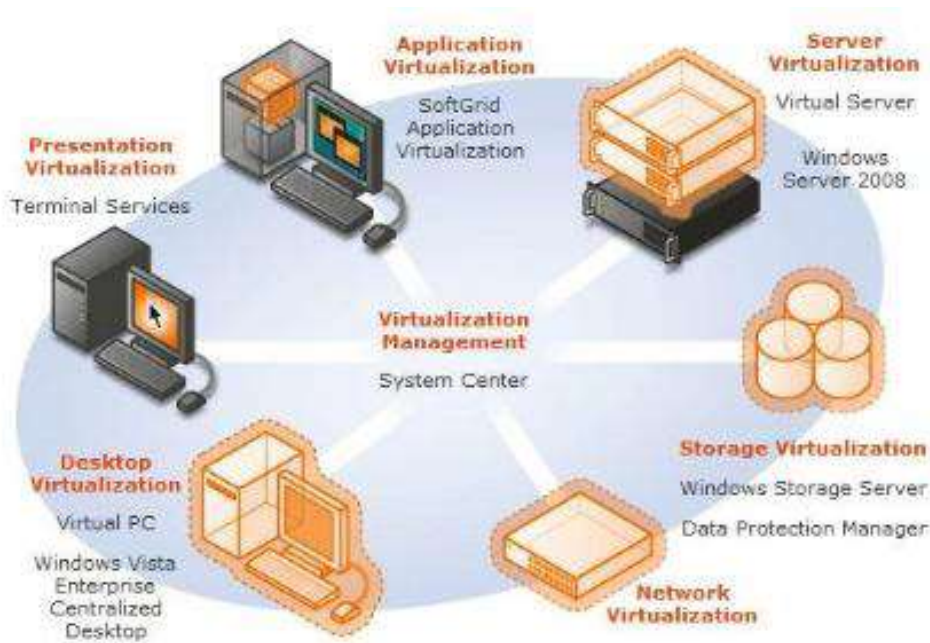 Application
Virtualization
SoftGrid
Application
Virtualization
Server
Virtualization
Virtual Server
Windows
Server 2008
Presentation
Virtualization
Terminal Services
Virtualization
Management
System Center
Desktop
Virtualization
Virtual PC
Windows Vista
Enterprise
Centralized
Desktop
Storage Virtualization
Windows Storage Server
Data Protection Manager
Network
Virtualization